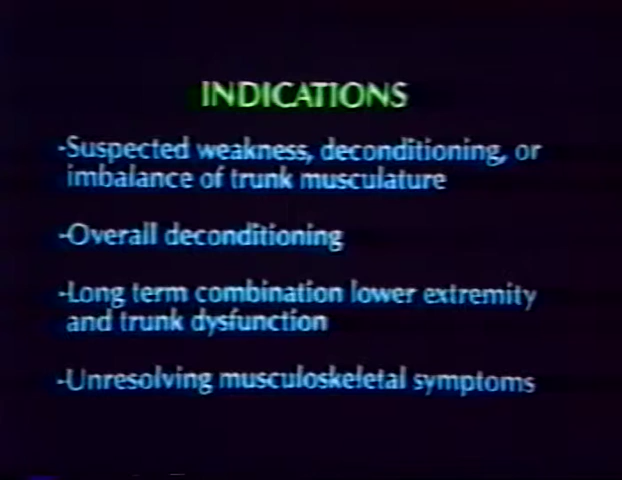 INDICATIONS
-Suspected weakness, deconditioning, or
imbalance of trunk musculature
-Overall deconditioning
-Long term combination lower extremity
and trunk dysfunction
-Unresolving musculoskeletal symptoms